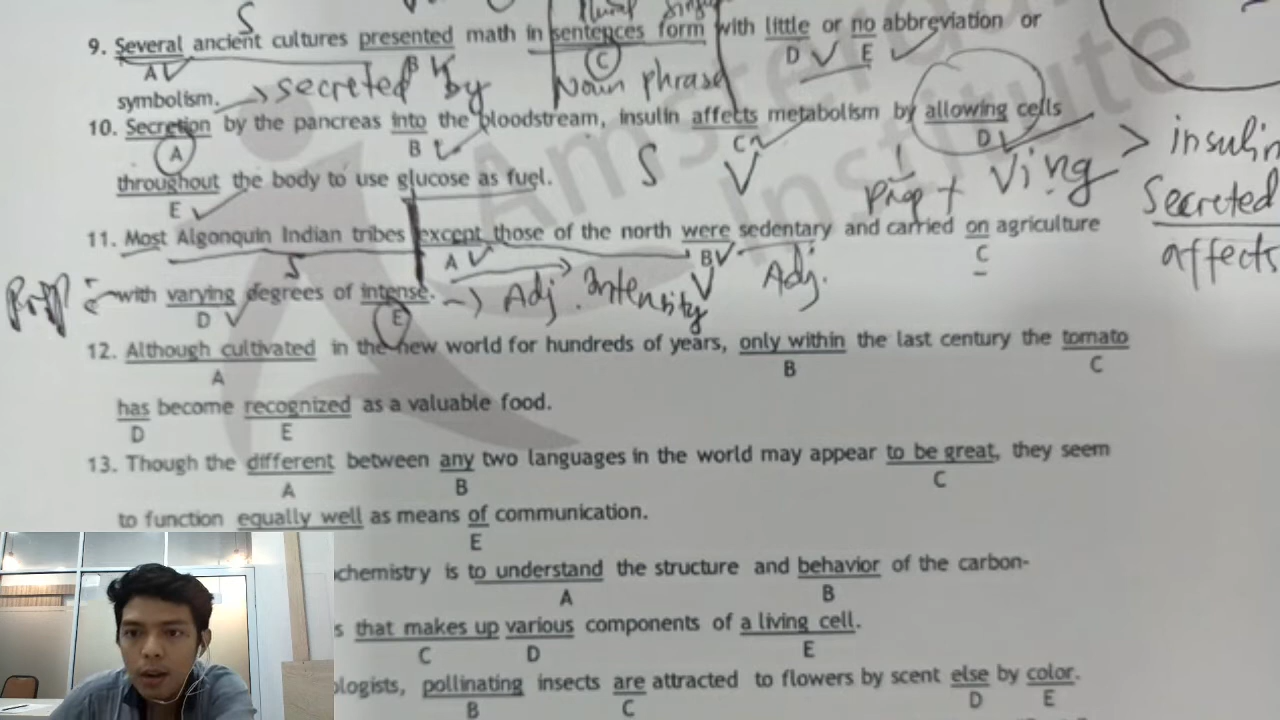 S
Plural
9. Several ancient cultures presented math in sentences form with little or no abbreviation or
A B C D E
symbolism. secreted by Noun phrase
10. Secretion by the pancreas into the bloodstream, insulin affects metabolism by allowing cells
A B C D
S V Prep + Ving > insulin
throughout the body to use glucose as fuel. Secreted
E
affects
11. Most Algonquin Indian tribes except those of the north were sedentary and carried on agriculture
S A B V Adj. C
with varying degrees of intense. Adj. Intensity
D E
12. Although cultivated in the new world for hundreds of years, only within the last century the tomato
A B C
has become recognized as a valuable food.
D E
13. Though the different between any two languages in the world may appear to be great, they seem
A B C
to function equally well as means of communication.
E
chemistry is to understand the structure and behavior of the carbon-
A B
s that makes up various components of a living cell.
C D E
ologists, pollinating insects are attracted to flowers by scent else by color.
B C D E
Amsterdam Institute